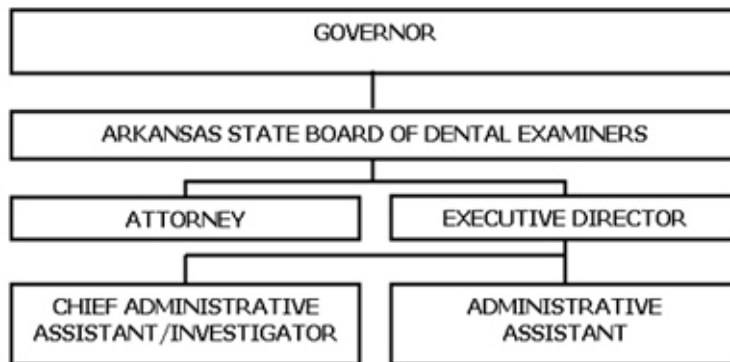 GOVERNOR
ARKANSAS STATE BOARD OF DENTAL EXAMINERS
ATTORNEY
EXECUTIVE DIRECTOR
CHIEF ADMINISTRATIVE
ASSISTANT/INVESTIGATOR
ADMINISTRATIVE
ASSISTANT